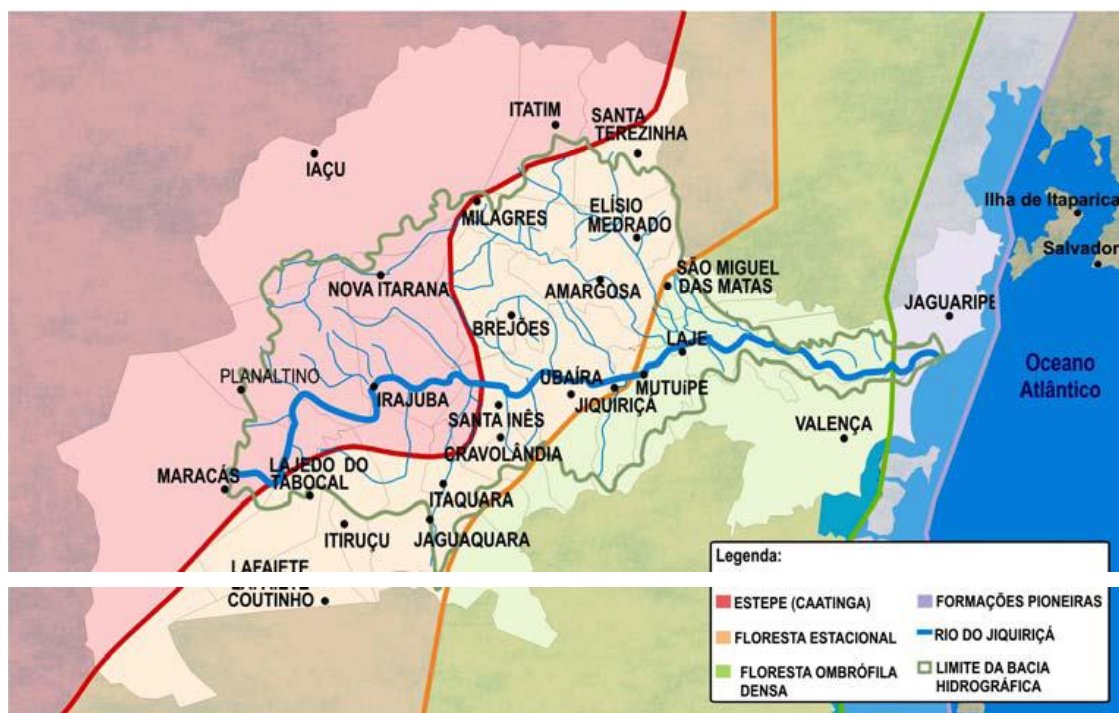 ITATIM
SANTA
TEREZINHA
IAÇU
Ilha de Itaparica
MILAGRES
ELÍSIO
MEDRADO
Salvador
NOVA ITARANA
AMARGOSA
SÃO MIGUEL
DAS MATAS
JAGUARIPE
BREJÕES
LAJE
Oceano
Atlântico
PLANALTINO
IRAJUBA
UBAÍRA
MUTUíPE
JIQUIRIÇÁ
SANTA INÊS
VALENÇA
CRAVOLÂNDIA
MARACÁS
LAJEDO DO
TABOCAL
ITAQUARA
ITIRUÇU
JAGUAQUARA
LAFAIETE
COUTINHO
Legenda:
ESTEPE (CAATINGA)
FLORESTA ESTACIONAL
FLORESTA OMBRÓFILA
DENSA
FORMAÇÕES PIONEIRAS
RIO DO JIQUIRIÇÁ
LIMITE DA BACIA
HIDROGRÁFICA